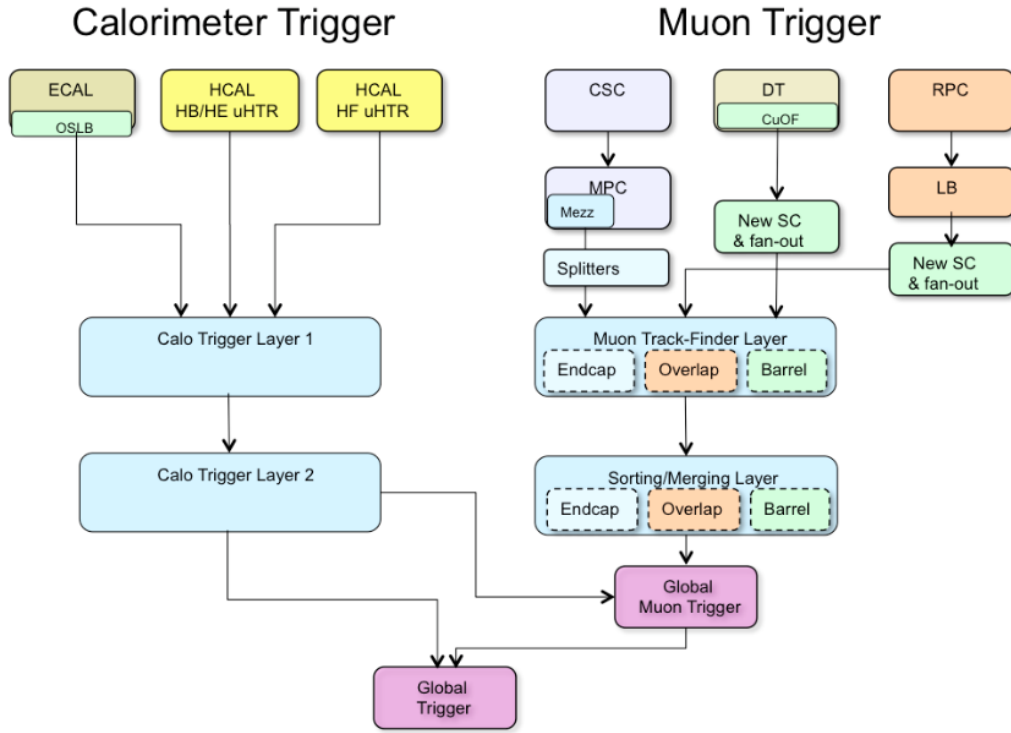 Calorimeter Trigger
Muon Trigger
ECAL
OSLB
HCAL
HB/HE uHTR
HCAL
HF uHTR
CSC
DT
CuOF
RPC
MPC
Mezz
LB
New SC
& fan-out
Splitters
New SC
& fan-out
Calo Trigger Layer 1
Muon Track-Finder Layer
Endcap
Overlap
Barrel
Calo Trigger Layer 2
Sorting/Merging Layer
Endcap
Overlap
Barrel
Global
Muon Trigger
Global
Trigger